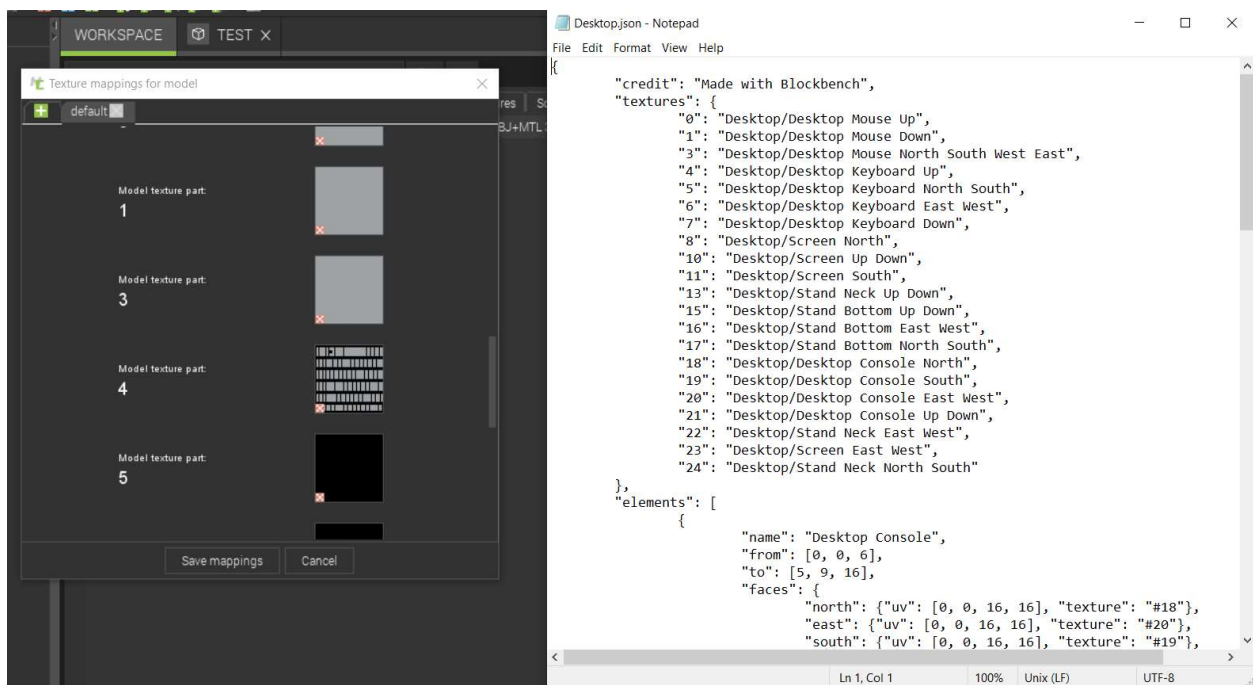 WORKSPACE
TEST
Texture mappings for model
default
Model texture part:
1
Model texture part:
3
Model texture part:
4
Model texture part:
5
Save mappings
Cancel
Desktop.json - Notepad
File Edit Format View Help
{
"credit": "Made with Blockbench",
"textures": {
"0": "Desktop/Desktop Mouse Up",
"1": "Desktop/Desktop Mouse Down",
"3": "Desktop/Desktop Mouse North South West East",
"4": "Desktop/Desktop Keyboard Up",
"5": "Desktop/Desktop Keyboard North South",
"6": "Desktop/Desktop Keyboard East West",
"7": "Desktop/Desktop Keyboard Down",
"8": "Desktop/Screen North",
"10": "Desktop/Screen Up Down",
"11": "Desktop/Screen South",
"13": "Desktop/Stand Neck Up Down",
"15": "Desktop/Stand Bottom Up Down",
"16": "Desktop/Stand Bottom East West",
"17": "Desktop/Stand Bottom North South",
"18": "Desktop/Desktop Console North",
"19": "Desktop/Desktop Console South",
"20": "Desktop/Desktop Console East West",
"21": "Desktop/Desktop Console Up Down",
"22": "Desktop/Stand Neck East West",
"23": "Desktop/Screen East West",
"24": "Desktop/Stand Neck North South"
},
"elements": [
{
"name": "Desktop Console",
"from": [0, 0, 6],
"to": [5, 9, 16],
"faces": {
"north": {"uv": [0, 0, 16, 16], "texture": "#18"},
"east": {"uv": [0, 0, 16, 16], "texture": "#20"},
"south": {"uv": [0, 0, 16, 16], "texture": "#19"},
Ln 1, Col 1
100%
Unix (LF)
UTF-8